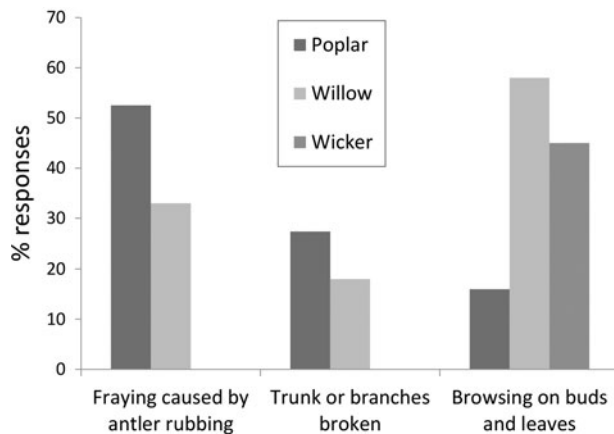 70
60
50
40
30
20
10
0
% responses
Poplar
Willow
Wicker
Fraying caused by
antler rubbing
Trunk or branches
broken
Browsing on buds
and leaves